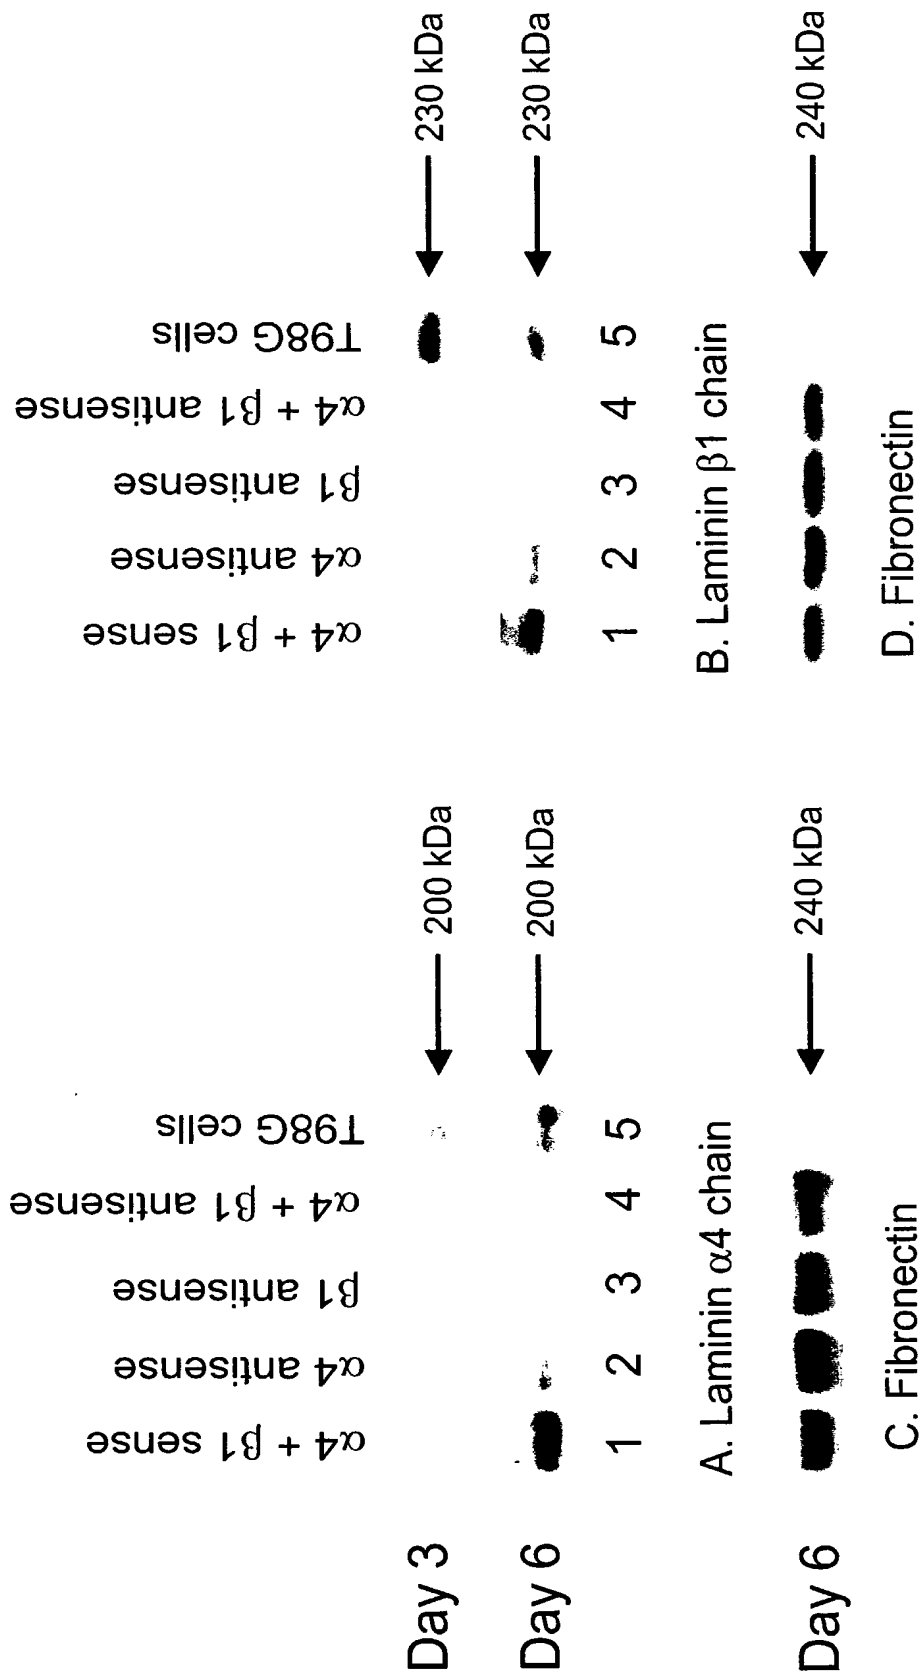 α4 + β1 sense
α4 antisense
β1 antisense
α4 + β1 antisense
T98G cells
α4 + β1 sense
α4 antisense
β1 antisense
α4 + β1 antisense
T98G cells
Day 3
200 kDa
230 kDa
Day 6
200 kDa
230 kDa
1 2 3 4 5
1 2 3 4 5
A. Laminin α4 chain
B. Laminin β1 chain
Day 6
240 kDa
240 kDa
C. Fibronectin
D. Fibronectin